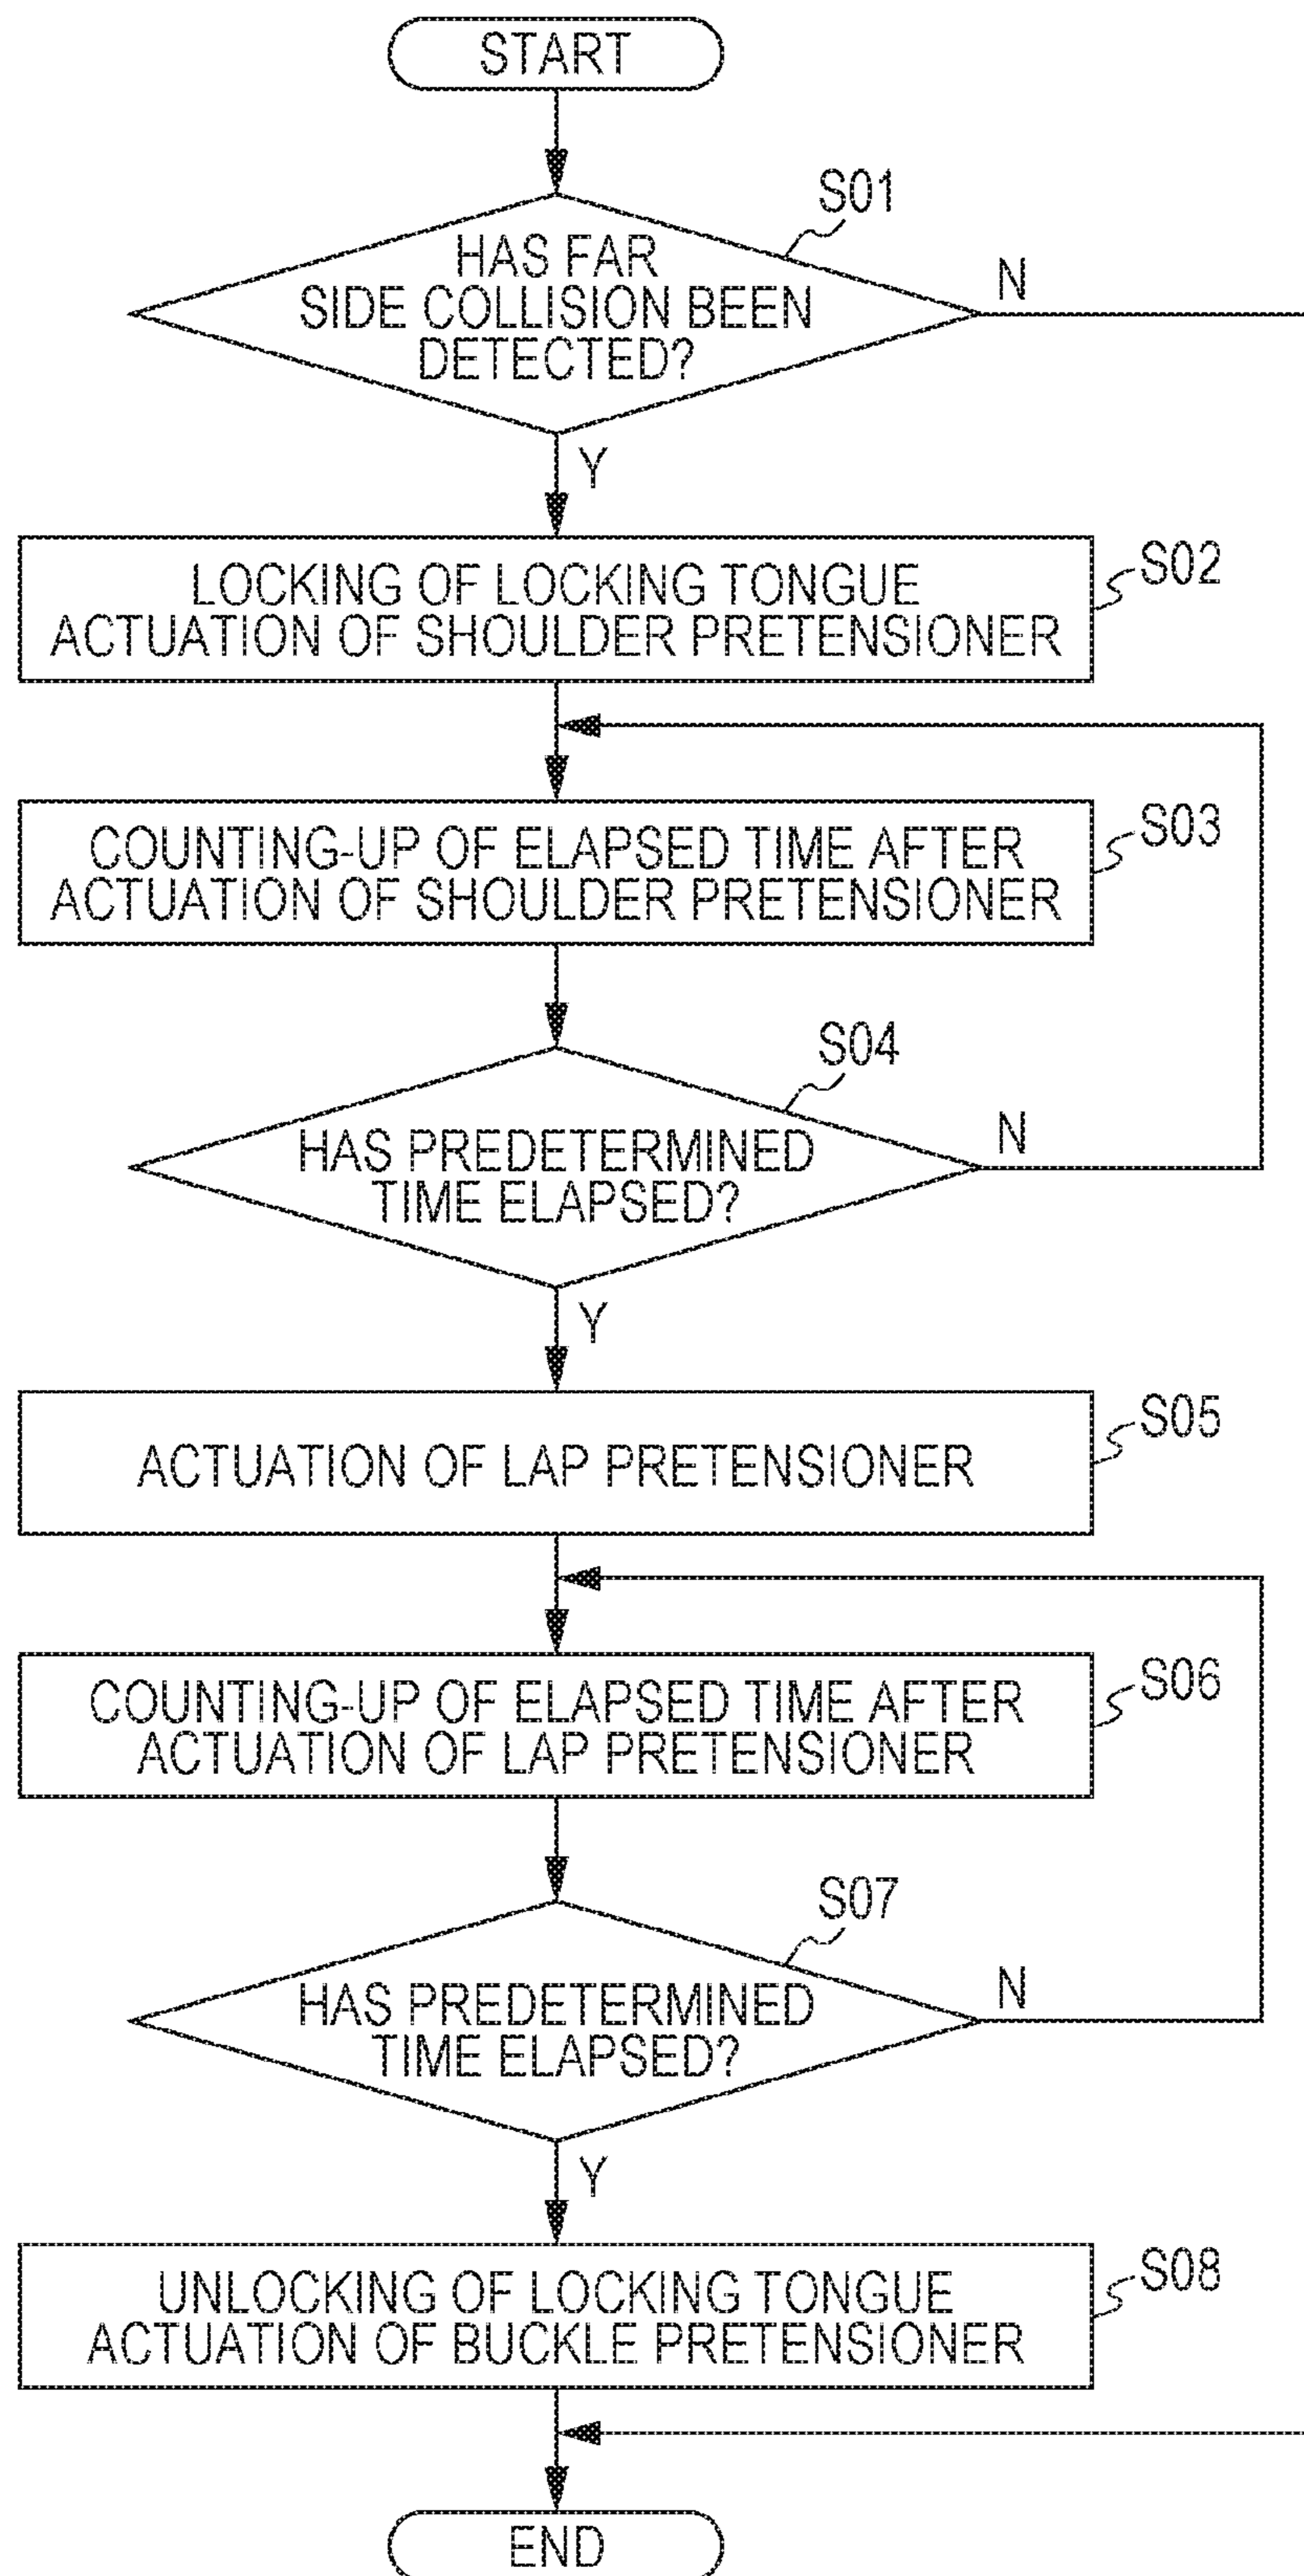 START
S01
HAS FAR
SIDE COLLISION BEEN
DETECTED?
N
Y
LOCKING OF LOCKING TONGUE
ACTUATION OF SHOULDER PRETENSIONER
S02
COUNTING-UP OF ELAPSED TIME AFTER
ACTUATION OF SHOULDER PRETENSIONER
S03
S04
HAS PREDETERMINED
TIME ELAPSED?
N
Y
ACTUATION OF LAP PRETENSIONER
S05
COUNTING-UP OF ELAPSED TIME AFTER
ACTUATION OF LAP PRETENSIONER
S06
S07
HAS PREDETERMINED
TIME ELAPSED?
N
Y
UNLOCKING OF LOCKING TONGUE
ACTUATION OF BUCKLE PRETENSIONER
S08
END